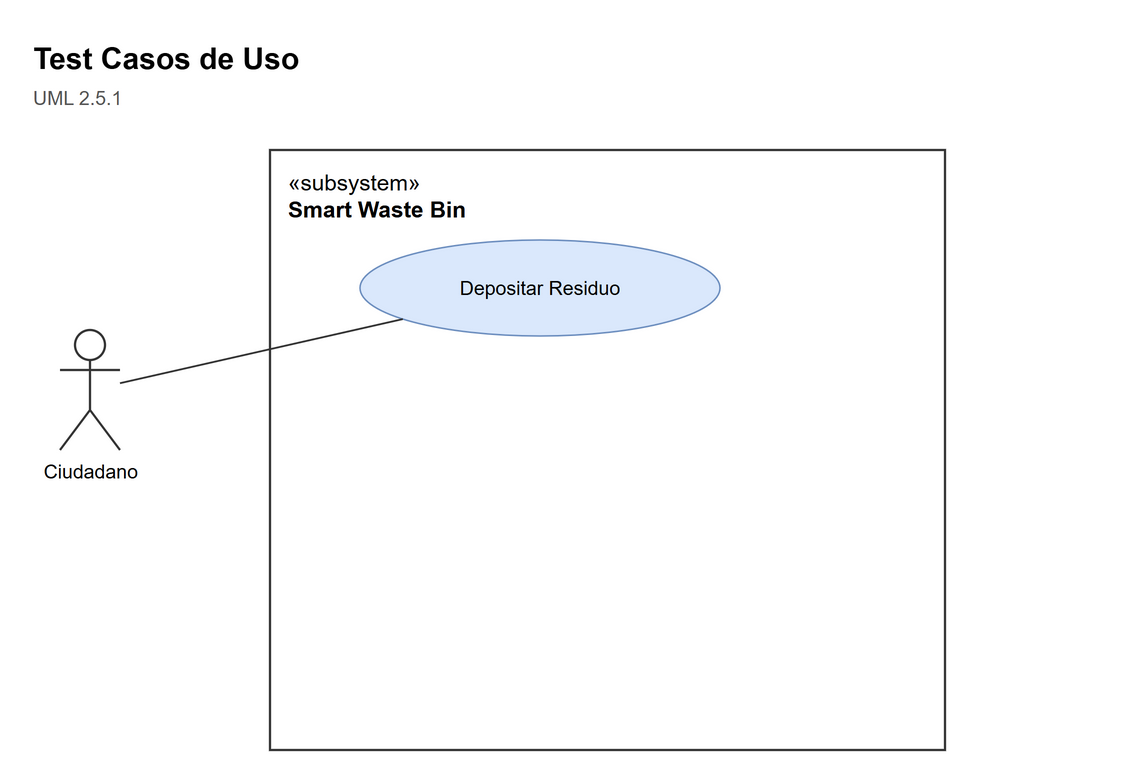 Test Casos de Uso
UML 2.5.1
«subsystem»
Smart Waste Bin
Depositar Residuo
Ciudadano